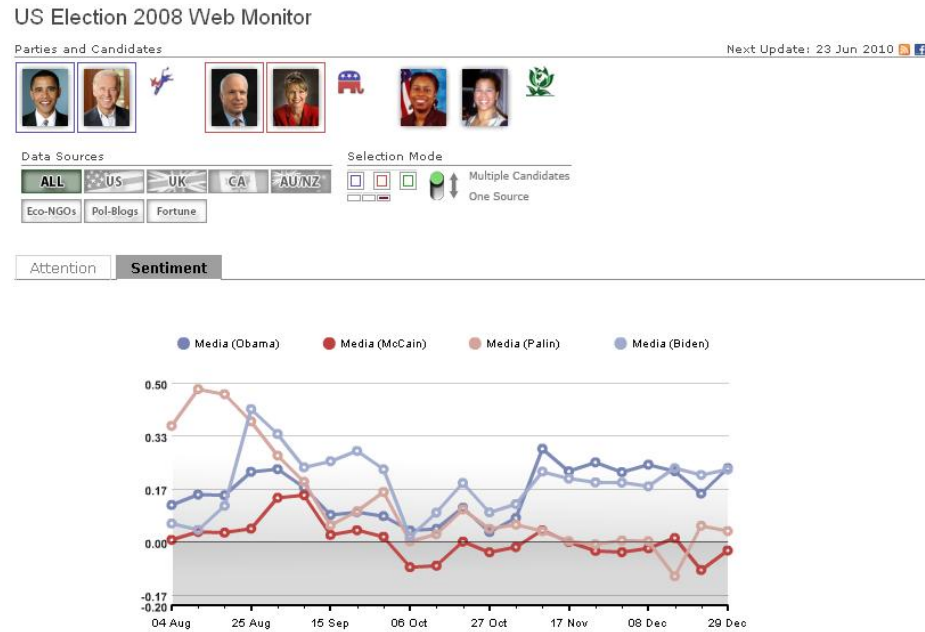 US Election 2008 Web Monitor
Parties and Candidates
Next Update: 23 Jun 2010
Data Sources
Selection Mode
ALL US UK CA AU/NZ
Multiple Candidates
One Source
Eco-NGOs Pol-Blogs Fortune
Attention Sentiment
Media (Obama) Media (McCain) Media (Palin) Media (Biden)
0.50
0.33
0.17
0.00
-0.17
-0.20
04 Aug 25 Aug 15 Sep 06 Oct 27 Oct 17 Nov 08 Dec 29 Dec